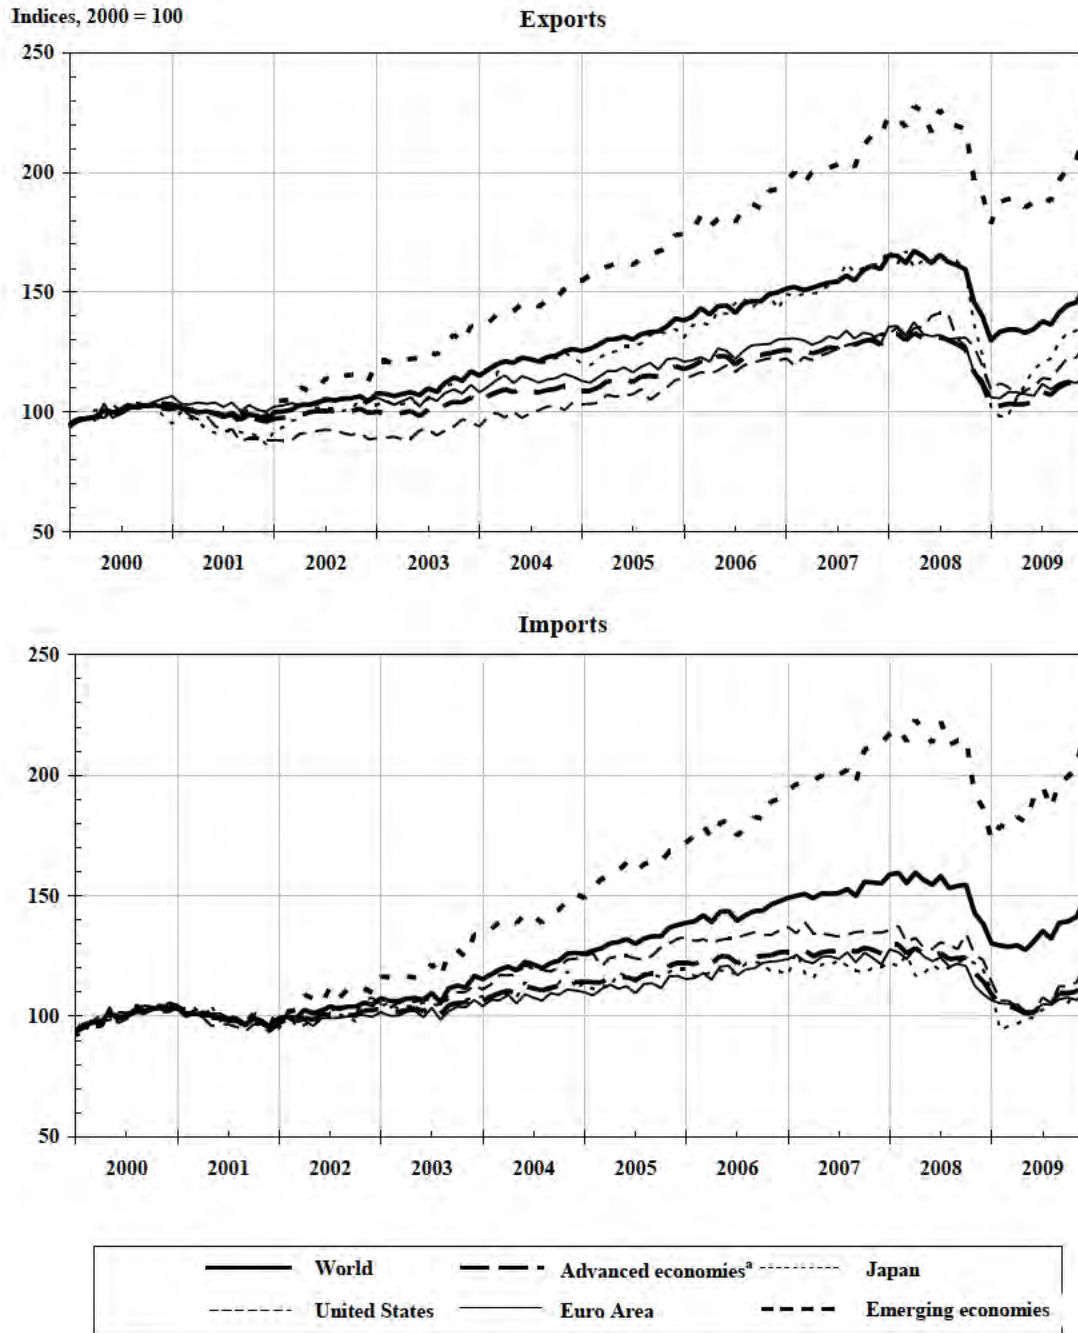 Indices, 2000 = 100
Exports
250
200
150
100
50
2000 2001 2002 2003 2004 2005 2006 2007 2008 2009
Imports
250
200
150
100
50
2000 2001 2002 2003 2004 2005 2006 2007 2008 2009
World Advanced economiesᵃ Japan
United States Euro Area Emerging economies